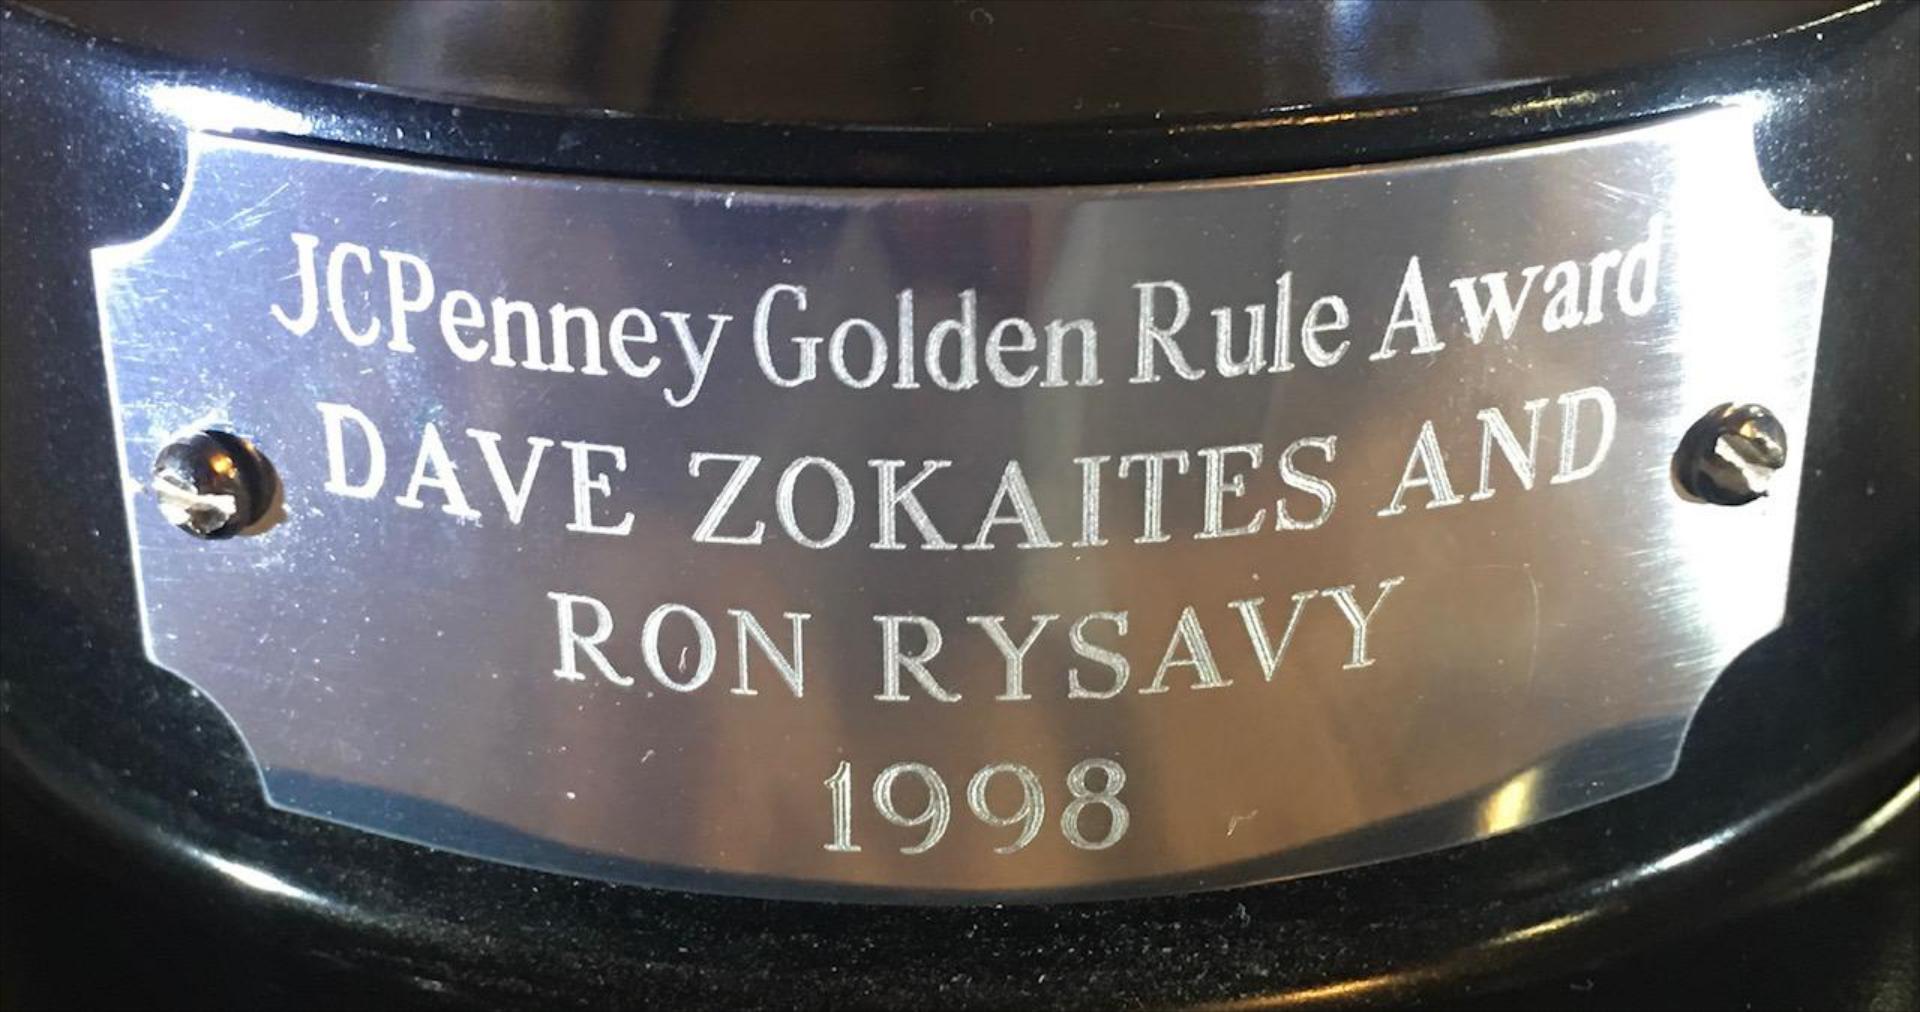 JCPenney Golden Rule Award
DAVE ZOKAITES AND
RON RYSAVY
1998